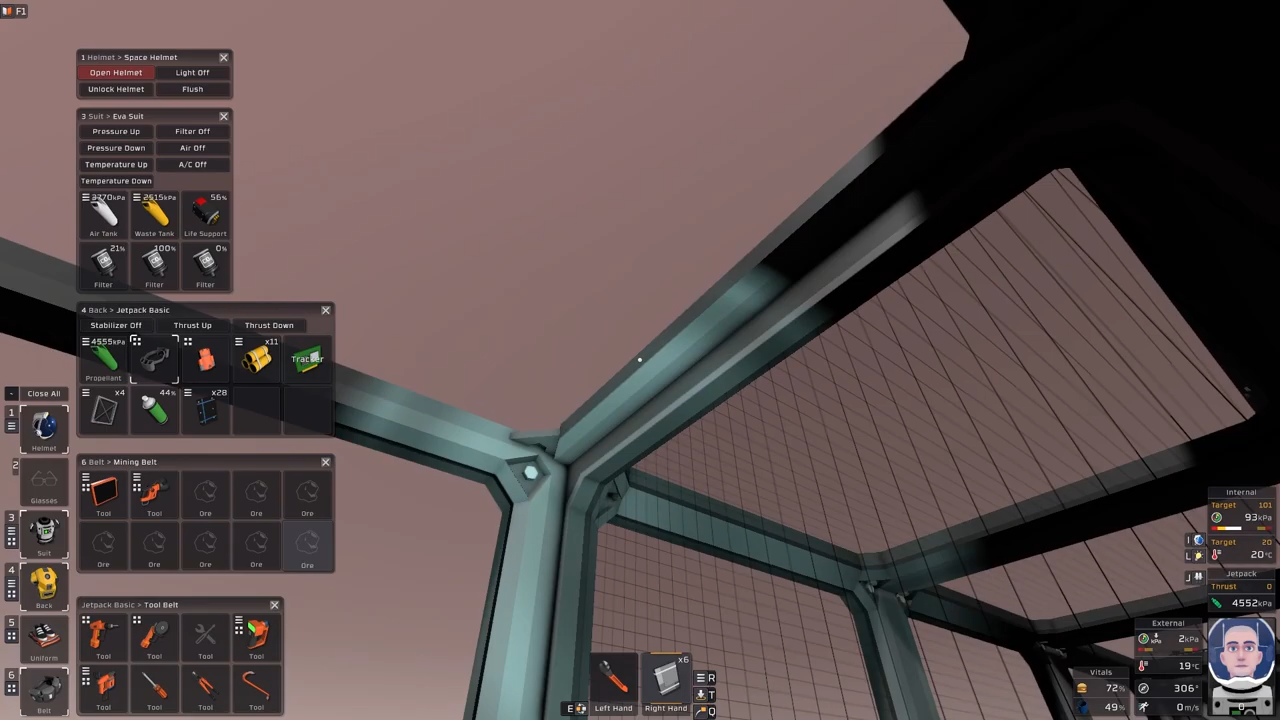 F1
1 Helmet > Space Helmet
Open Helmet Light Off
Unlock Helmet Flush
3 Suit > Eva Suit
Pressure Up Filter Off
Pressure Down Air Off
Temperature Up A/C Off
Temperature Down
3770kPa 2515kPa 56%
Air Tank Waste Tank Life Support
21% 100% 0%
Filter Filter Filter
4 Back > Jetpack Basic
Stabilizer Off Thrust Up Thrust Down
4555kPa x11
Tracker
Propellant
x4 44% x28
- Close All
6 Belt > Mining Belt
Tool Tool Ore Ore Ore
Ore Ore Ore Ore Ore
Jetpack Basic > Tool Belt
Tool Tool Tool Tool
Tool Tool Tool Tool
1
Helmet
2
Glasses
3
Suit
4
Back
5
Uniform
6
Belt
x6
R
T
E Left Hand Right Hand Q
Internal
Target 101
93kPa
Target 20
I
L 20°C
Jetpack
J Thrust 0
4552kPa
External
kPa 2kPa
19°C
Vitals
72% 306°
49% 0m/s
0